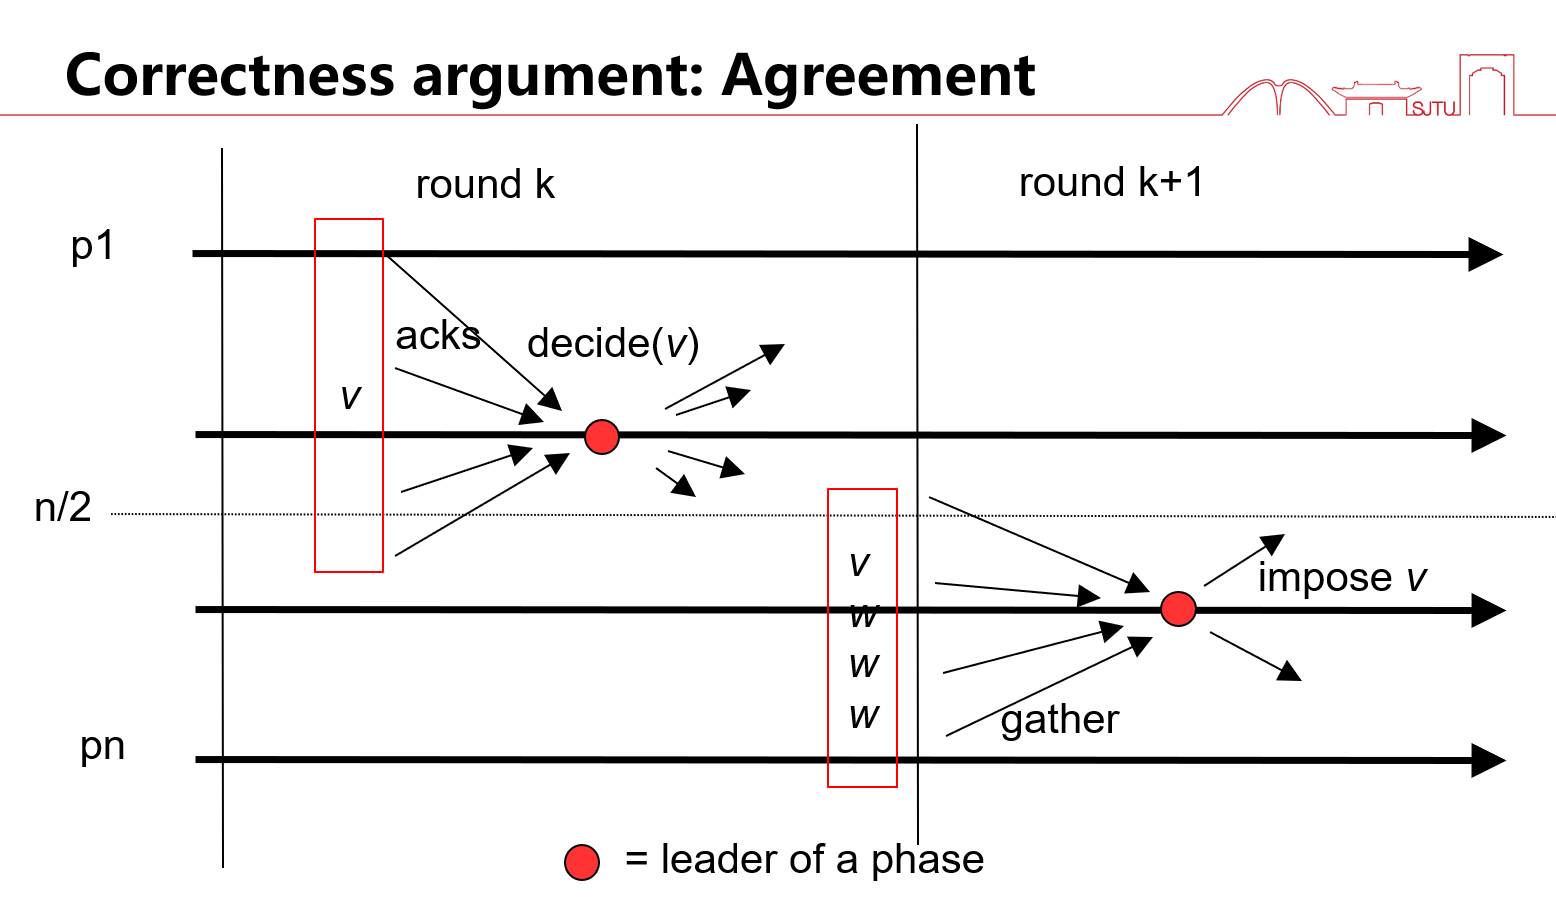 Correctness argument: Agreement
SJTU
round k
round k+1
p1
acks
decide(v)
v
n/2
v
w
w
w
impose v
gather
pn
= leader of a phase